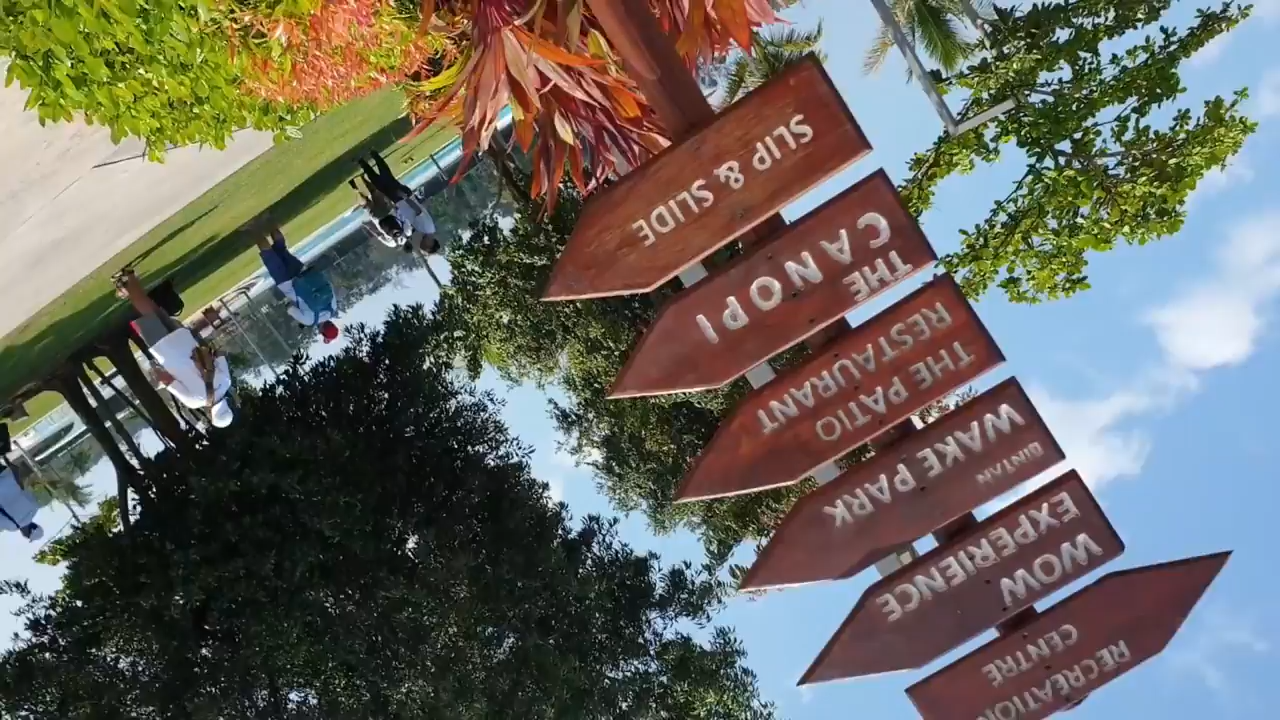 RECREATION
CENTRE
WOW
EXPERIENCE
BINTAN
WAKE PARK
THE PATIO
RESTAURANT
THE
CANOPI
SLIP & SLIDE